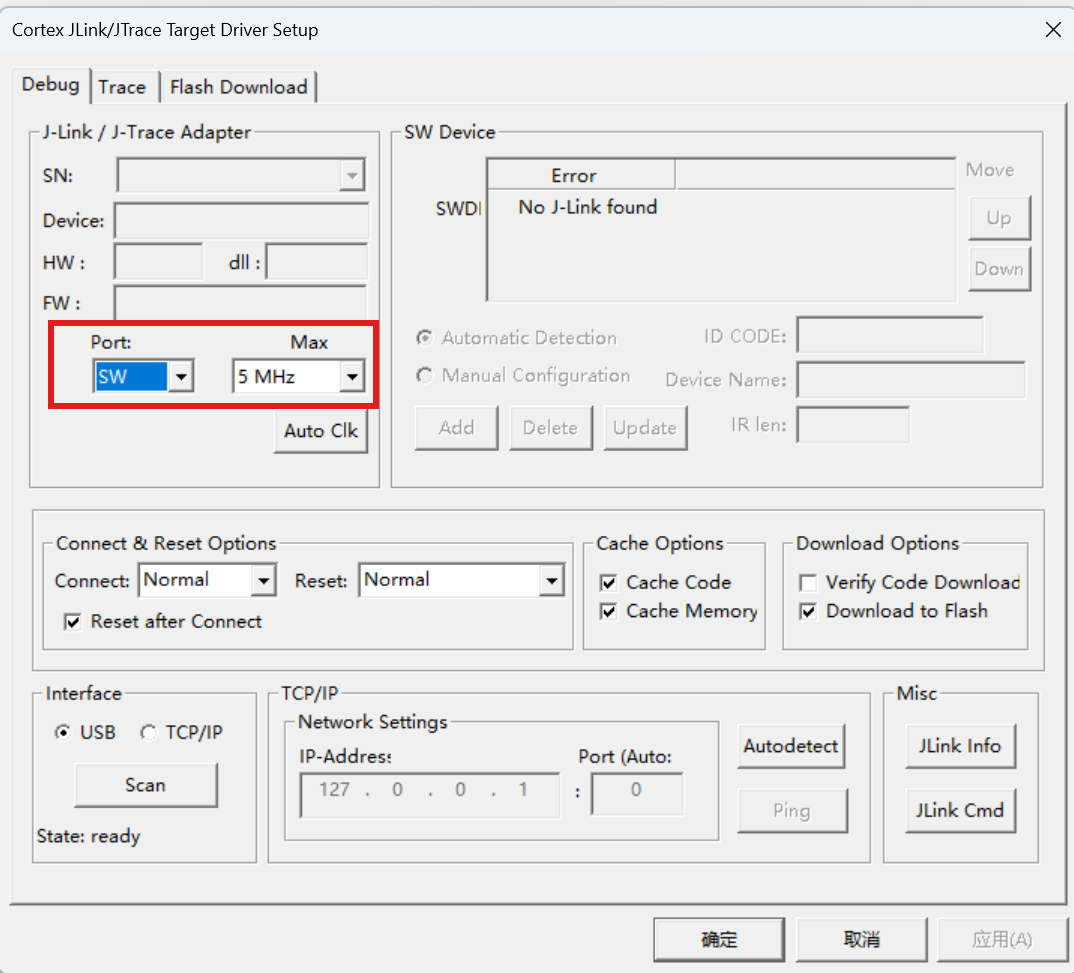 Cortex JLink/JTrace Target Driver Setup
Debug Trace Flash Download
J-Link / J-Trace Adapter
SN:
Device:
HW : dll :
FW :
Port: Max
SW 5 MHz
Auto Clk
SW Device
Error
SWDI No J-Link found
Move
Up
Down
Automatic Detection ID CODE:
Manual Configuration Device Name:
Add Delete Update IR len:
Connect & Reset Options
Connect: Normal Reset: Normal
Reset after Connect
Cache Options
Cache Code
Cache Memory
Download Options
Verify Code Download
Download to Flash
Interface
USB TCP/IP
Scan
State: ready
TCP/IP
Network Settings
IP-Address Port (Auto:
127 . 0 . 0 . 1 : 0
Autodetect
Ping
Misc
JLink Info
JLink Cmd
确定 取消 应用(A)